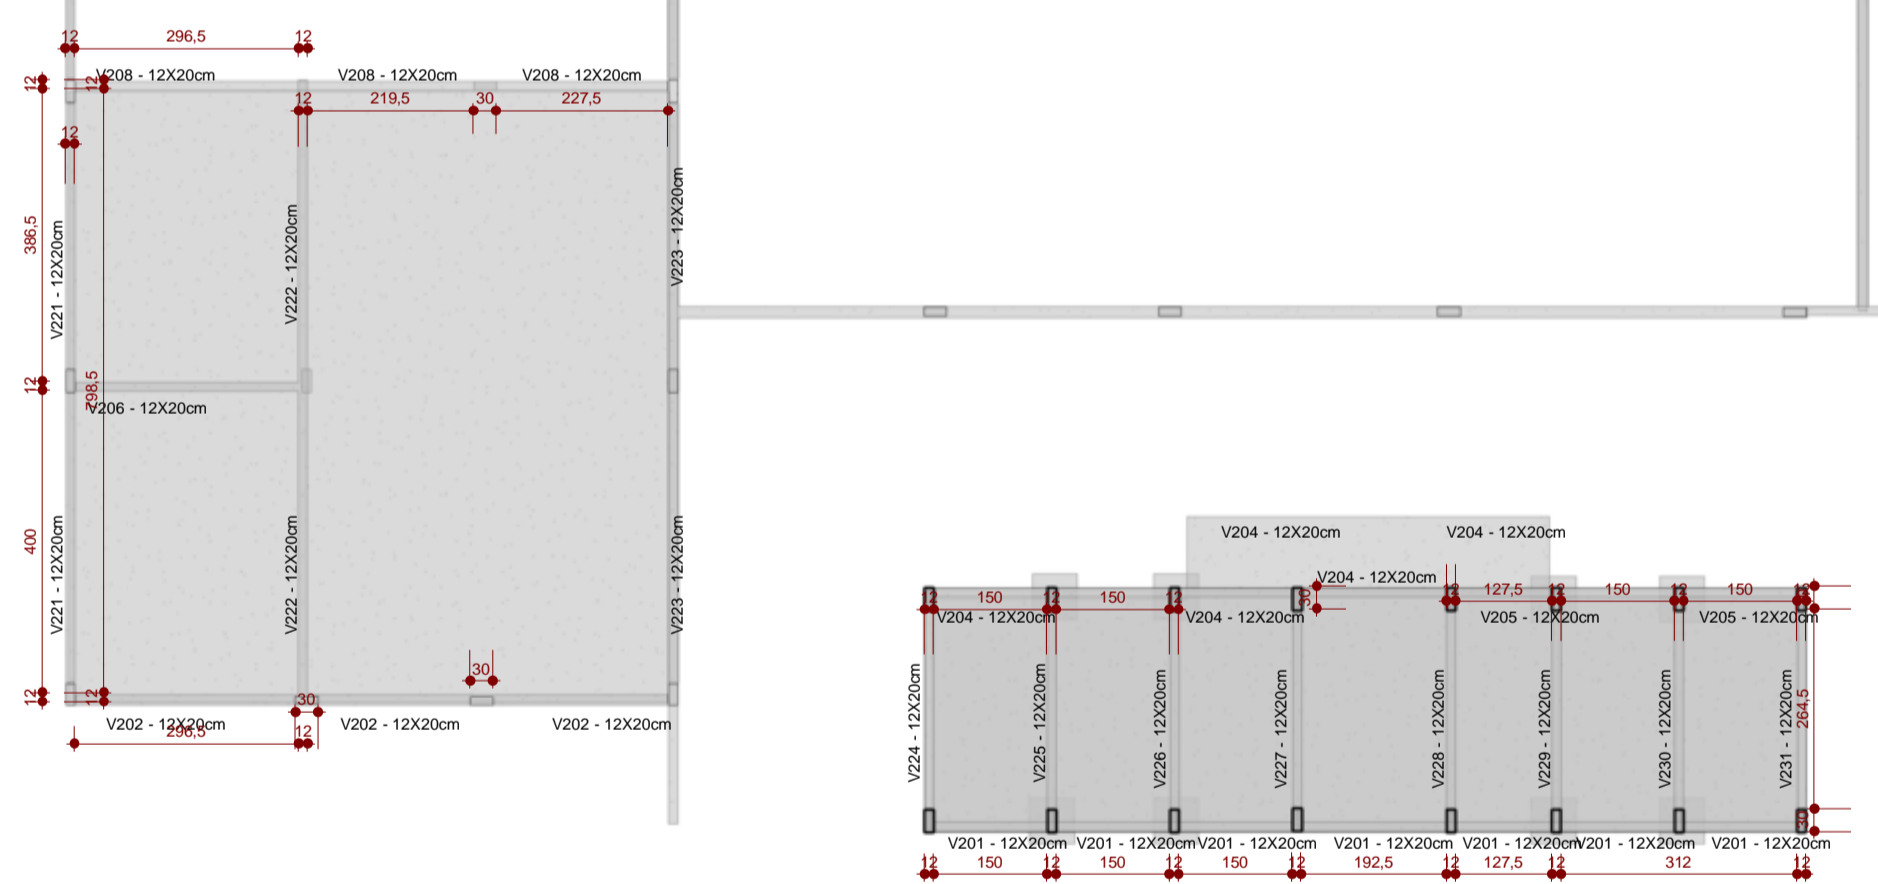 12 296,5 12
V208 - 12X20cm V208 - 12X20cm V208 - 12X20cm
12 12
12 219,5 30 227,5
12
V221 - 12X20cm
386,5
V222 - 12X20cm
V223 - 12X20cm
12
798,5
V206 - 12X20cm
400
V221 - 12X20cm
V222 - 12X20cm
V223 - 12X20cm
30
12 12
30
V202 - 12X20cm V202 - 12X20cm V202 - 12X20cm
296,5 12
V204 - 12X20cm V204 - 12X20cm
V204 - 12X20cm
12 150 12 150 12 30 12 127,5 12 150 12 150 12
V204 - 12X20cm V204 - 12X20cm V205 - 12X20cm V205 - 12X20cm
V224 - 12X20cm
V225 - 12X20cm
V226 - 12X20cm
V227 - 12X20cm
V228 - 12X20cm
V229 - 12X20cm
V230 - 12X20cm
V231 - 12X20cm
264,5
30
V201 - 12X20cm V201 - 12X20cm V201 - 12X20cm V201 - 12X20cm V201 - 12X20cm V201 - 12X20cm V201 - 12X20cm
12 150 12 150 12 150 12 192,5 12 127,5 12 312 12